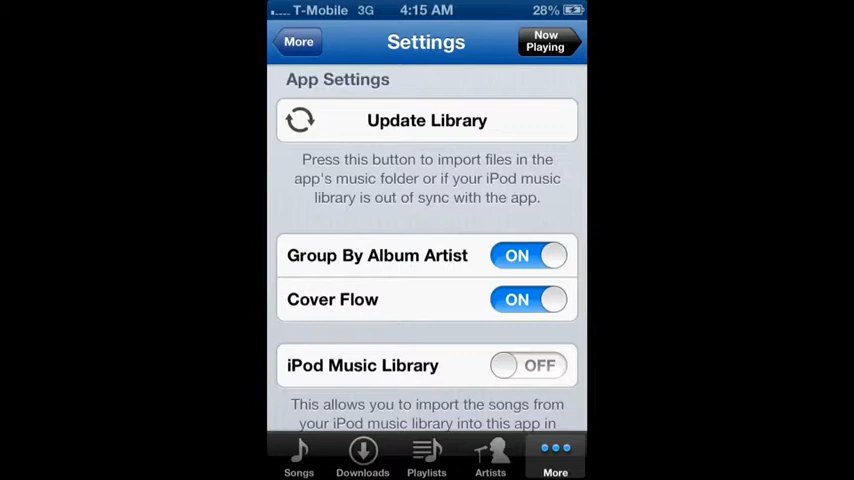 T-Mobile 3G 4:15 AM 28%
More Settings Now Playing
App Settings
Update Library
Press this button to import files in the
app's music folder or if your iPod music
library is out of sync with the app.
Group By Album Artist ON
Cover Flow ON
iPod Music Library OFF
This allows you to import the songs from
your iPod music library into this app in
Songs Downloads Playlists Artists More